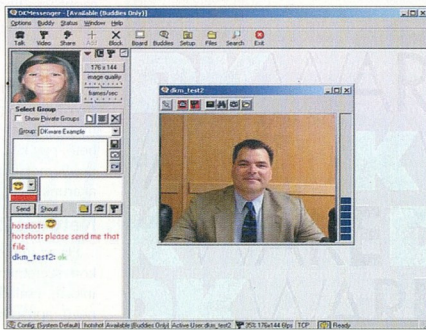 DKMessenger - [Available (Buddies Only)]
Options Buddy Status Window Help
Talk Video Share Add Block Board Buddies Setup Files Search Exit
176 x 144
image quality
frames/sec
Select Group
Show Private Groups
Group: DKware Example
dkm_test2
Send Shout!
hotshot:
hotshot: please send me that
file
dkm_test2: ok
Config: [System Default] hotshot Available (Buddies Only) Active User: dkm_test2 35% 176x144 6fps TCP Ready